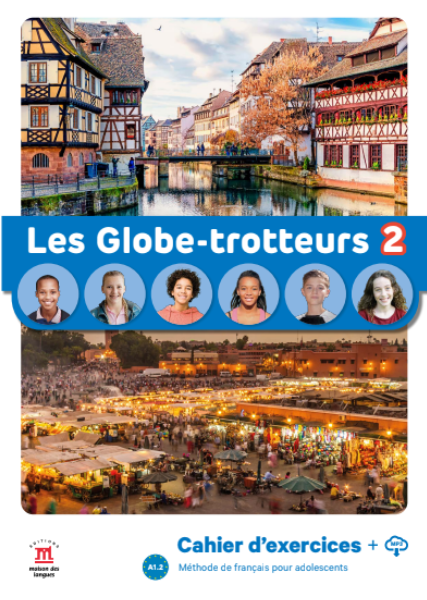 Les Globe-trotteurs 2
Cahier d'exercices + MP3
ÉDITIONS
maison des
langues
A1.2
Méthode de français pour adolescents